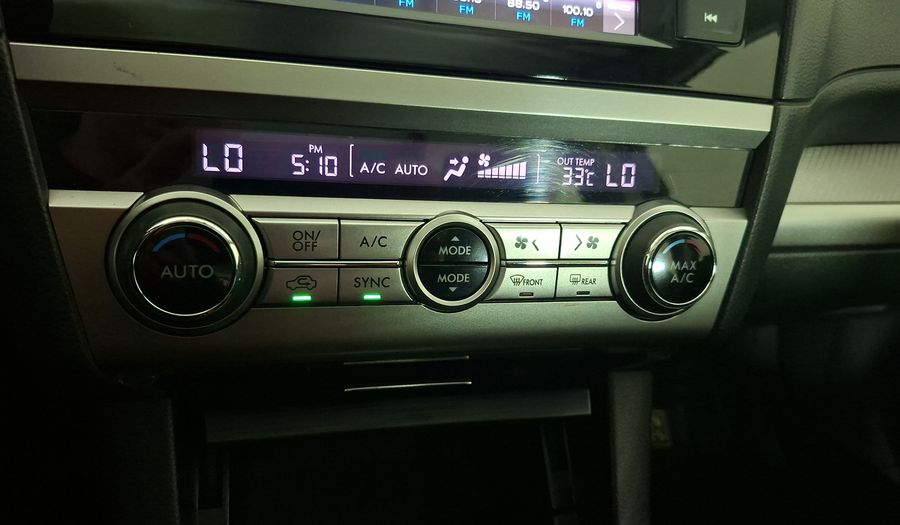 88.50 100.10
FM FM FM FM
LO PM 5:10 A/C AUTO OUT TEMP 33c LO
AUTO ON/OFF A/C MODE MAX A/C
SYNC MODE FRONT REAR